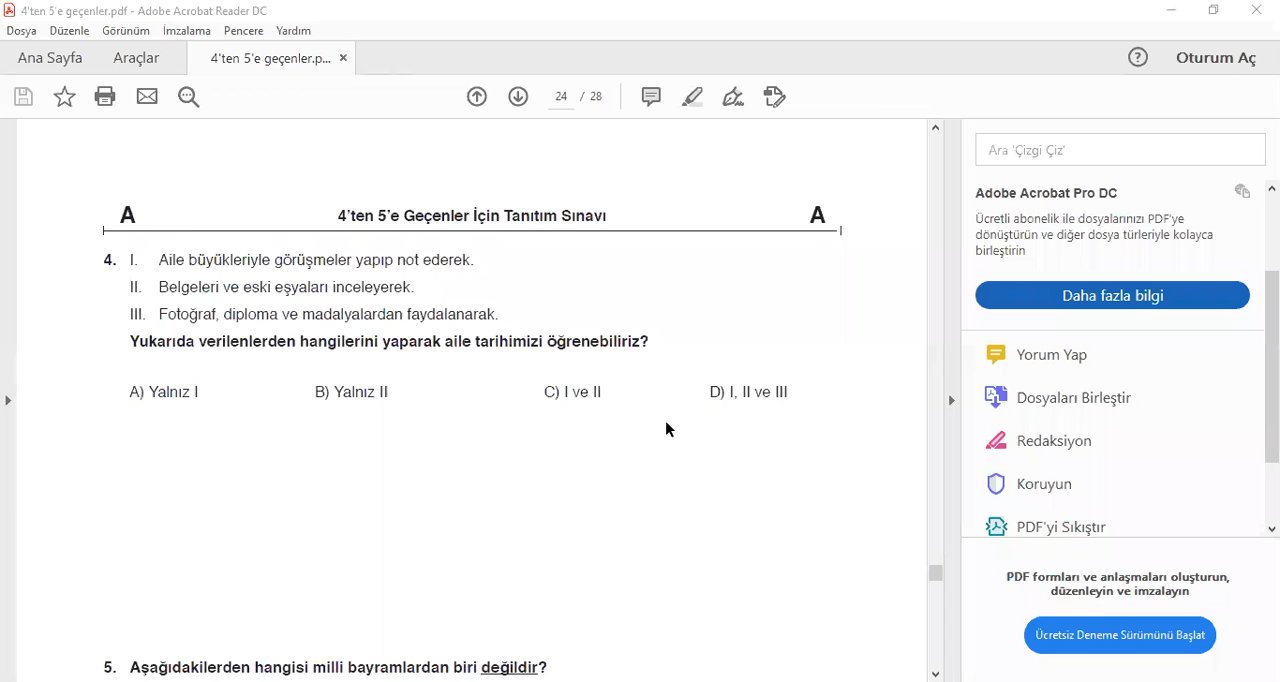 4'ten 5'e geçenler.pdf - Adobe Acrobat Reader DC
Dosya Düzenle Görünüm İmzalama Pencere Yardım
Ana Sayfa Araçlar 4'ten 5'e geçenler.p... × ? Oturum Aç
24 / 28
Ara 'Çizgi Çiz'
Adobe Acrobat Pro DC
Ücretli abonelik ile dosyalarınızı PDF'ye
dönüştürün ve diğer dosya türleriyle kolayca
birleştirin
Daha fazla bilgi
Yorum Yap
Dosyaları Birleştir
Redaksiyon
Koruyun
PDF'yi Sıkıştır
PDF formları ve anlaşmaları oluşturun,
düzenleyin ve imzalayın
Ücretsiz Deneme Sürümünü Başlat
A 4'ten 5'e Geçenler İçin Tanıtım Sınavı A
4. I. Aile büyükleriyle görüşmeler yapıp not ederek.
II. Belgeleri ve eski eşyaları inceleyerek.
III. Fotoğraf, diploma ve madalyalardan faydalanarak.
Yukarıda verilenlerden hangilerini yaparak aile tarihimizi öğrenebiliriz?
A) Yalnız I B) Yalnız II C) I ve II D) I, II ve III
5. Aşağıdakilerden hangisi milli bayramlardan biri değildir?